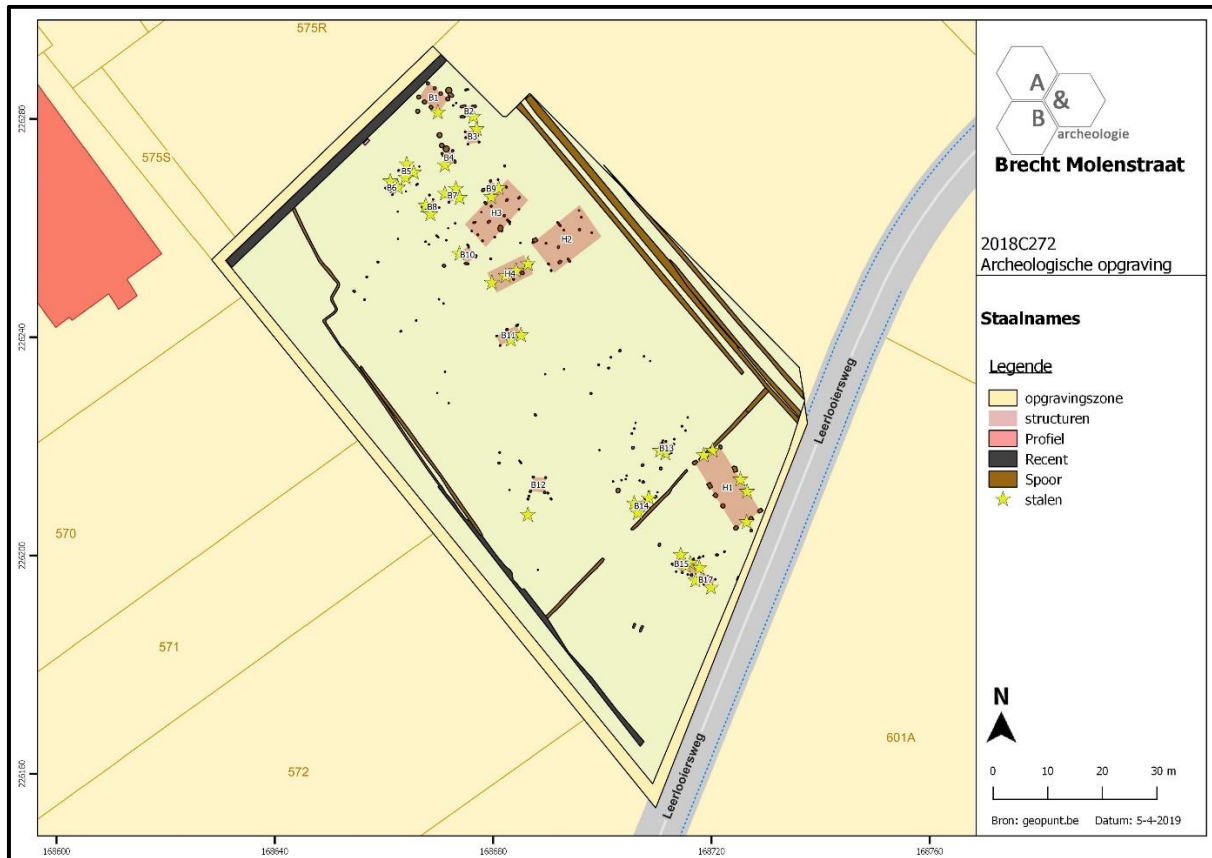 575R
575S
570
571
572
601A
226280
226240
226200
226160
168600
168640
168680
168720
168760
B1
B2
B3
B4
B5
B6
B7
B8
B9
H3
H2
B10
H4
B11
B12
B13
B14
H1
B15
B17
Leerlooiersweg
Leerlooiersweg
A
&
B
archeologie
Brecht Molenstraat
2018C272
Archeologische opgraving
Staalnames
Legende
opgravingszone
structuren
Profiel
Recent
Spoor
stalen
N
0 10 20 30 m
Bron: geopunt.be Datum: 5-4-2019